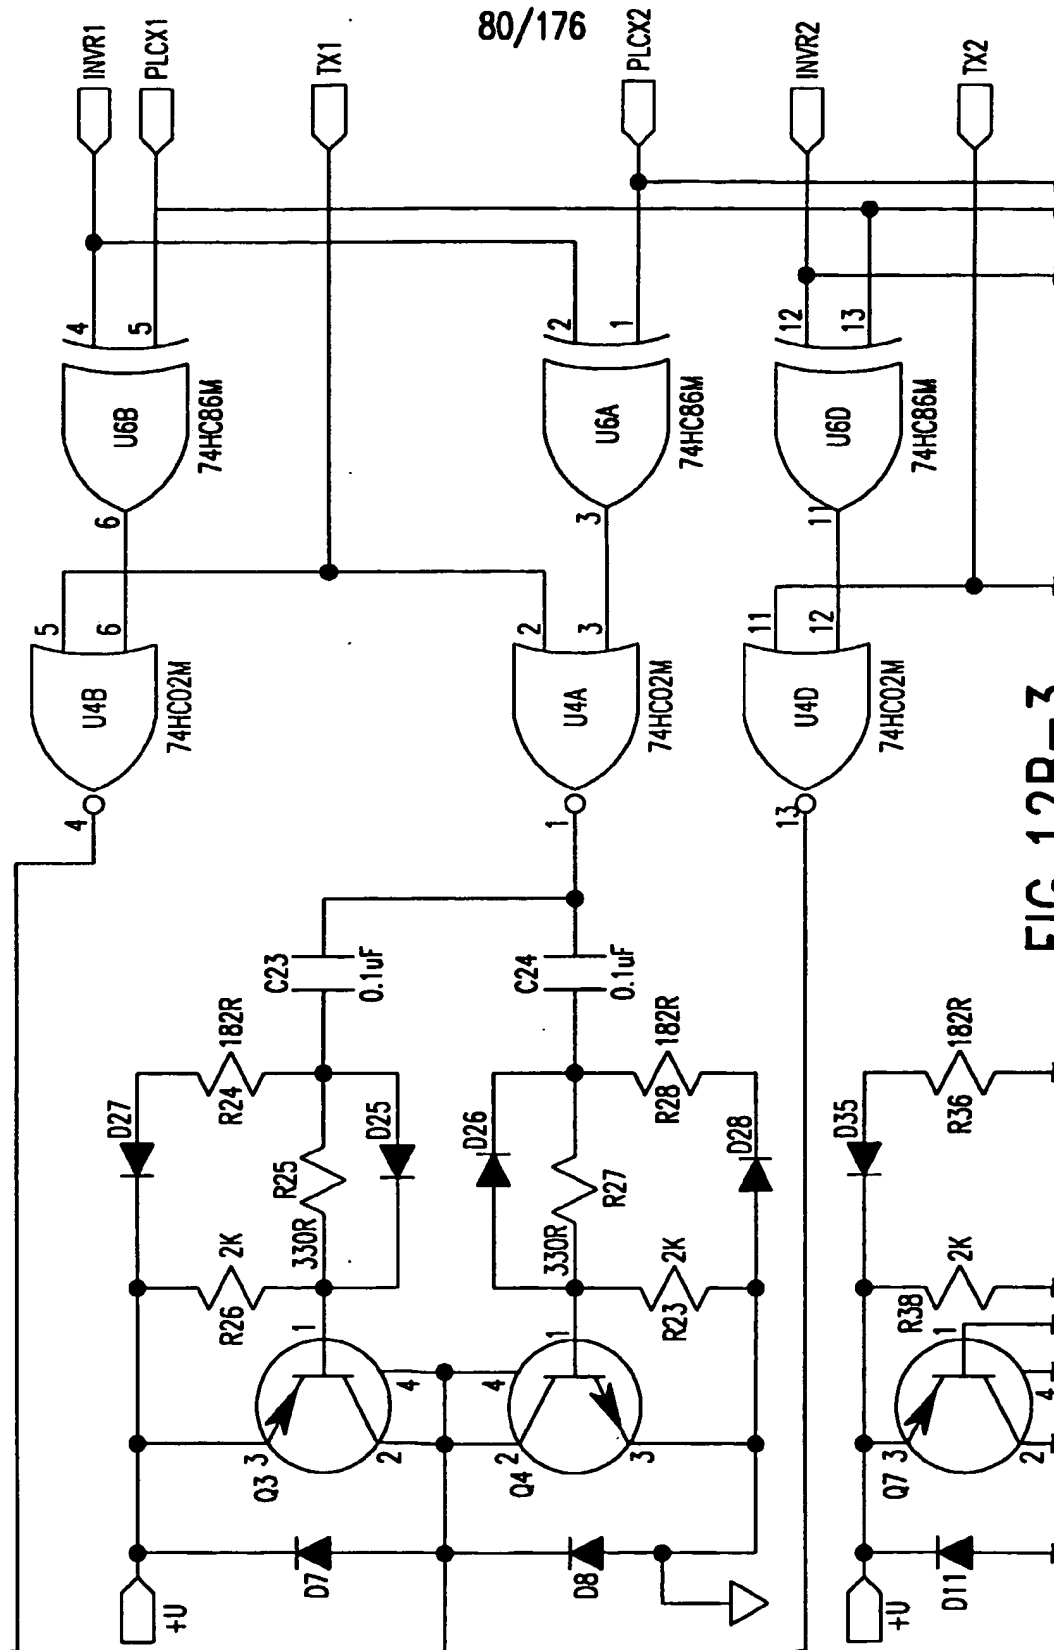 80/176
INVR1
PLCX1
TX1
PLCX2
INVR2
TX2
4
5
2
1
12
13
U6B
74HC86M
U6A
74HC86M
U6D
74HC86M
6
3
11
5
6
2
3
11
12
U4B
74HC02M
U4A
74HC02M
U4D
74HC02M
4
1
13
C23
0.1uF
C24
0.1uF
D27
182R
R24
R25
330R
D25
D26
R27
330R
182R
R28
D28
D35
182R
R36
2K
R26
2K
R23
2K
R38
1
4
3
2
Q3
1
4
2
3
Q4
1
4
3
2
Q7
D7
D8
D11
+U
+U
FIG.12B-3